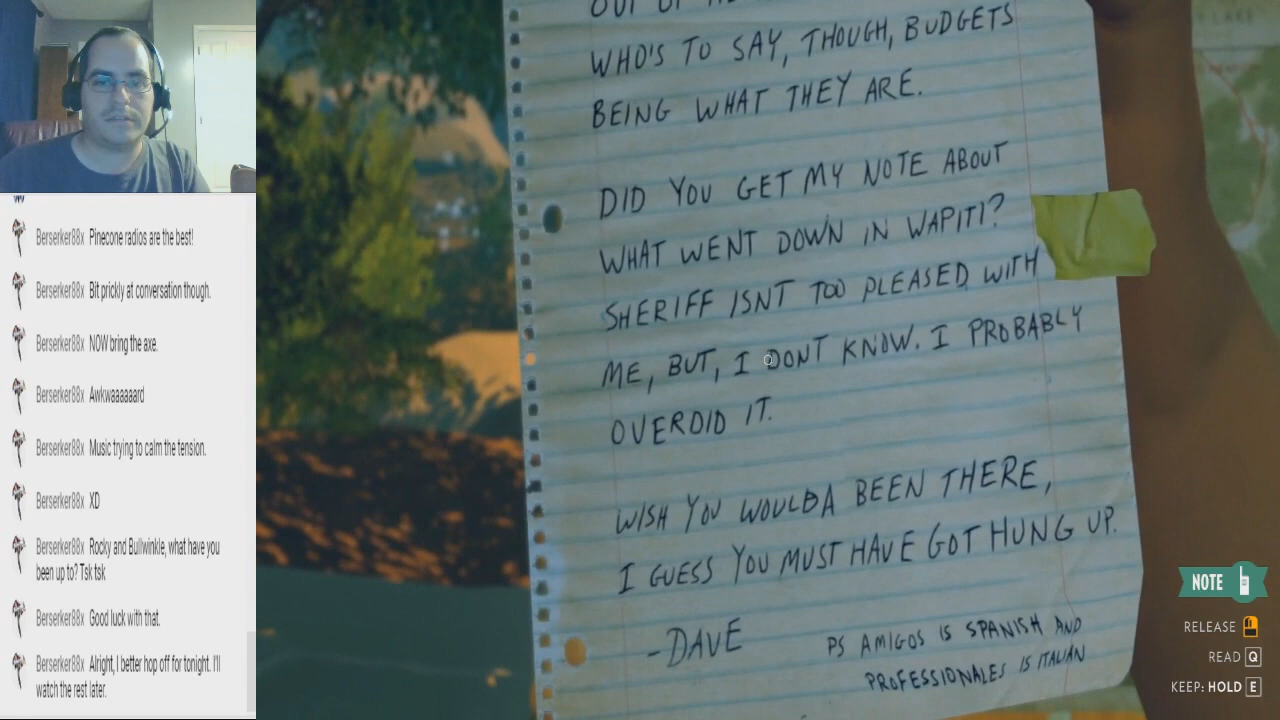 Berserker88x Pinecone radios are the best!
Berserker88x Bit prickly at conversation though.
Berserker88x NOW bring the axe.
Berserker88x Awkwaaaaard
Berserker88x Music trying to calm the tension.
Berserker88x XD
Berserker88x Rocky and Bullwinkle, what have you
been up to? Tsk tsk
Berserker88x Good luck with that.
Berserker88x Alright, I better hop off for tonight. I'll
watch the rest later.
WHO'S TO SAY, THOUGH, BUDGETS
BEING WHAT THEY ARE.
DID YOU GET MY NOTE ABOUT
WHAT WENT DOWN IN WAPITI?
SHERIFF ISNT TOO PLEASED WITH
ME, BUT, I DONT KNOW. I PROBABLY
OVERDID IT.
WISH YOU WOULDA BEEN THERE,
I GUESS YOU MUST HAVE GOT HUNG UP.
-DAVE
PS AMIGOS IS SPANISH AND
PROFESSIONALES IS ITALIAN
NOTE
RELEASE
READ Q
KEEP: HOLD E